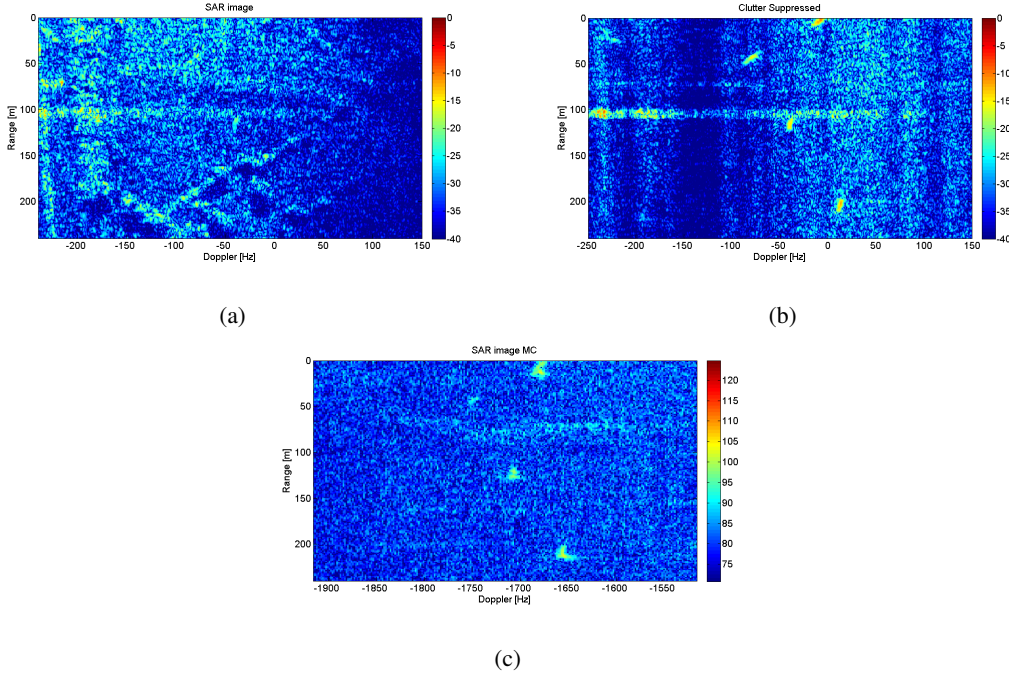 SAR image
0
50
100
150
200
Range [m]
-200 -150 -100 -50 0 50 100 150
Doppler [Hz]
0
-5
-10
-15
-20
-25
-30
-35
-40
(a)
Clutter Suppressed
0
50
100
150
200
Range [m]
-250 -200 -150 -100 -50 0 50 100 150
Doppler [Hz]
0
-5
-10
-15
-20
-25
-30
-35
-40
(b)
SAR image MC
0
50
100
150
200
Range [m]
-1900 -1850 -1800 -1750 -1700 -1650 -1600 -1550
Doppler [Hz]
120
115
110
105
100
95
90
85
80
75
(c)